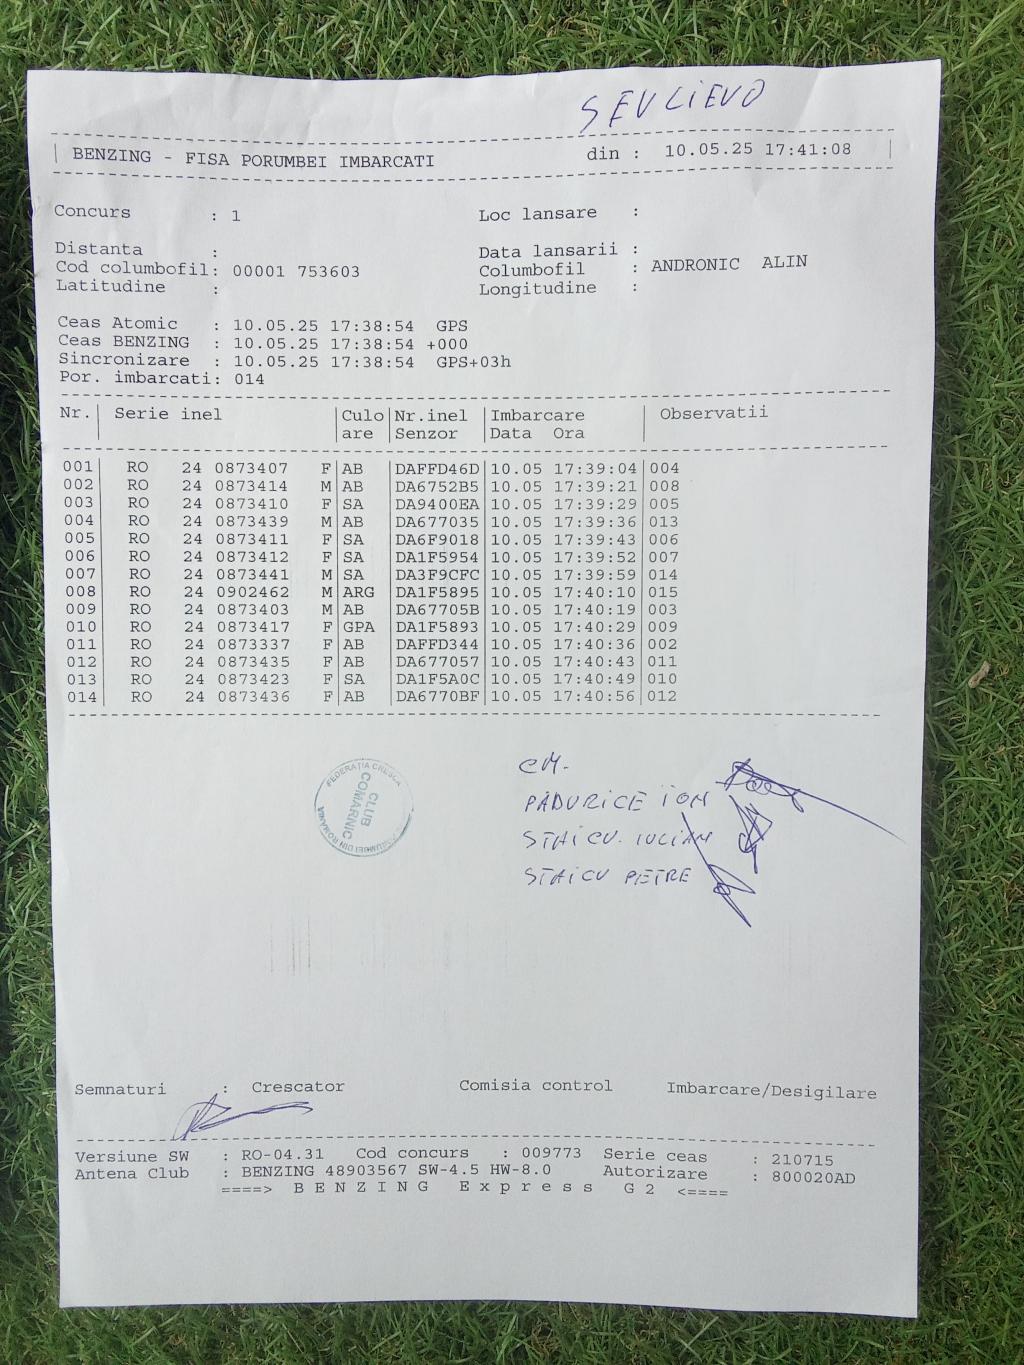 SEVLIEVO
| BENZING - FISA PORUMBEI IMBARCATI din : 10.05.25 17:41:08 |
Concurs : 1 Loc lansare :
Distanta : Data lansarii :
Cod columbofil: 00001 753603 Columbofil : ANDRONIC ALIN
Latitudine : Longitudine :
Ceas Atomic : 10.05.25 17:38:54 GPS
Ceas BENZING : 10.05.25 17:38:54 +000
Sincronizare : 10.05.25 17:38:54 GPS+03h
Por. imbarcati: 014
Nr.| Serie inel |Culo|Nr.inel |Imbarcare | Observatii
| |are |Senzor |Data Ora |
001 RO 24 0873407 F|AB |DAFFD46D|10.05 17:39:04|004
002 RO 24 0873414 M|AB |DA6752B5|10.05 17:39:21|008
003 RO 24 0873410 F|SA |DA9400EA|10.05 17:39:29|005
004 RO 24 0873439 M|AB |DA677035|10.05 17:39:36|013
005 RO 24 0873411 F|SA |DA6F9018|10.05 17:39:43|006
006 RO 24 0873412 F|SA |DA1F5954|10.05 17:39:52|007
007 RO 24 0873441 M|SA |DA3F9CFC|10.05 17:39:59|014
008 RO 24 0902462 M|ARG |DA1F5895|10.05 17:40:10|015
009 RO 24 0873403 M|AB |DA67705B|10.05 17:40:19|003
010 RO 24 0873417 F|GPA |DA1F5893|10.05 17:40:29|009
011 RO 24 0873337 F|AB |DAFFD344|10.05 17:40:36|002
012 RO 24 0873435 F|AB |DA677057|10.05 17:40:43|011
013 RO 24 0873423 F|SA |DA1F5A0C|10.05 17:40:49|010
014 RO 24 0873436 F|AB |DA6770BF|10.05 17:40:56|012
FEDERATIA CRESCA
CLUB
COMARNIC
PORUMBEI DIN ROMANIA
CM.
PADURICE ION
STAICU IULIAN
STAICU PETRE
Semnaturi : Crescator Comisia control Imbarcare/Desigilare
Versiune SW : RO-04.31 Cod concurs : 009773 Serie ceas : 210715
Antena Club : BENZING 48903567 SW-4.5 HW-8.0 Autorizare : 800020AD
====> B E N Z I N G E x p r e s s G 2 <====